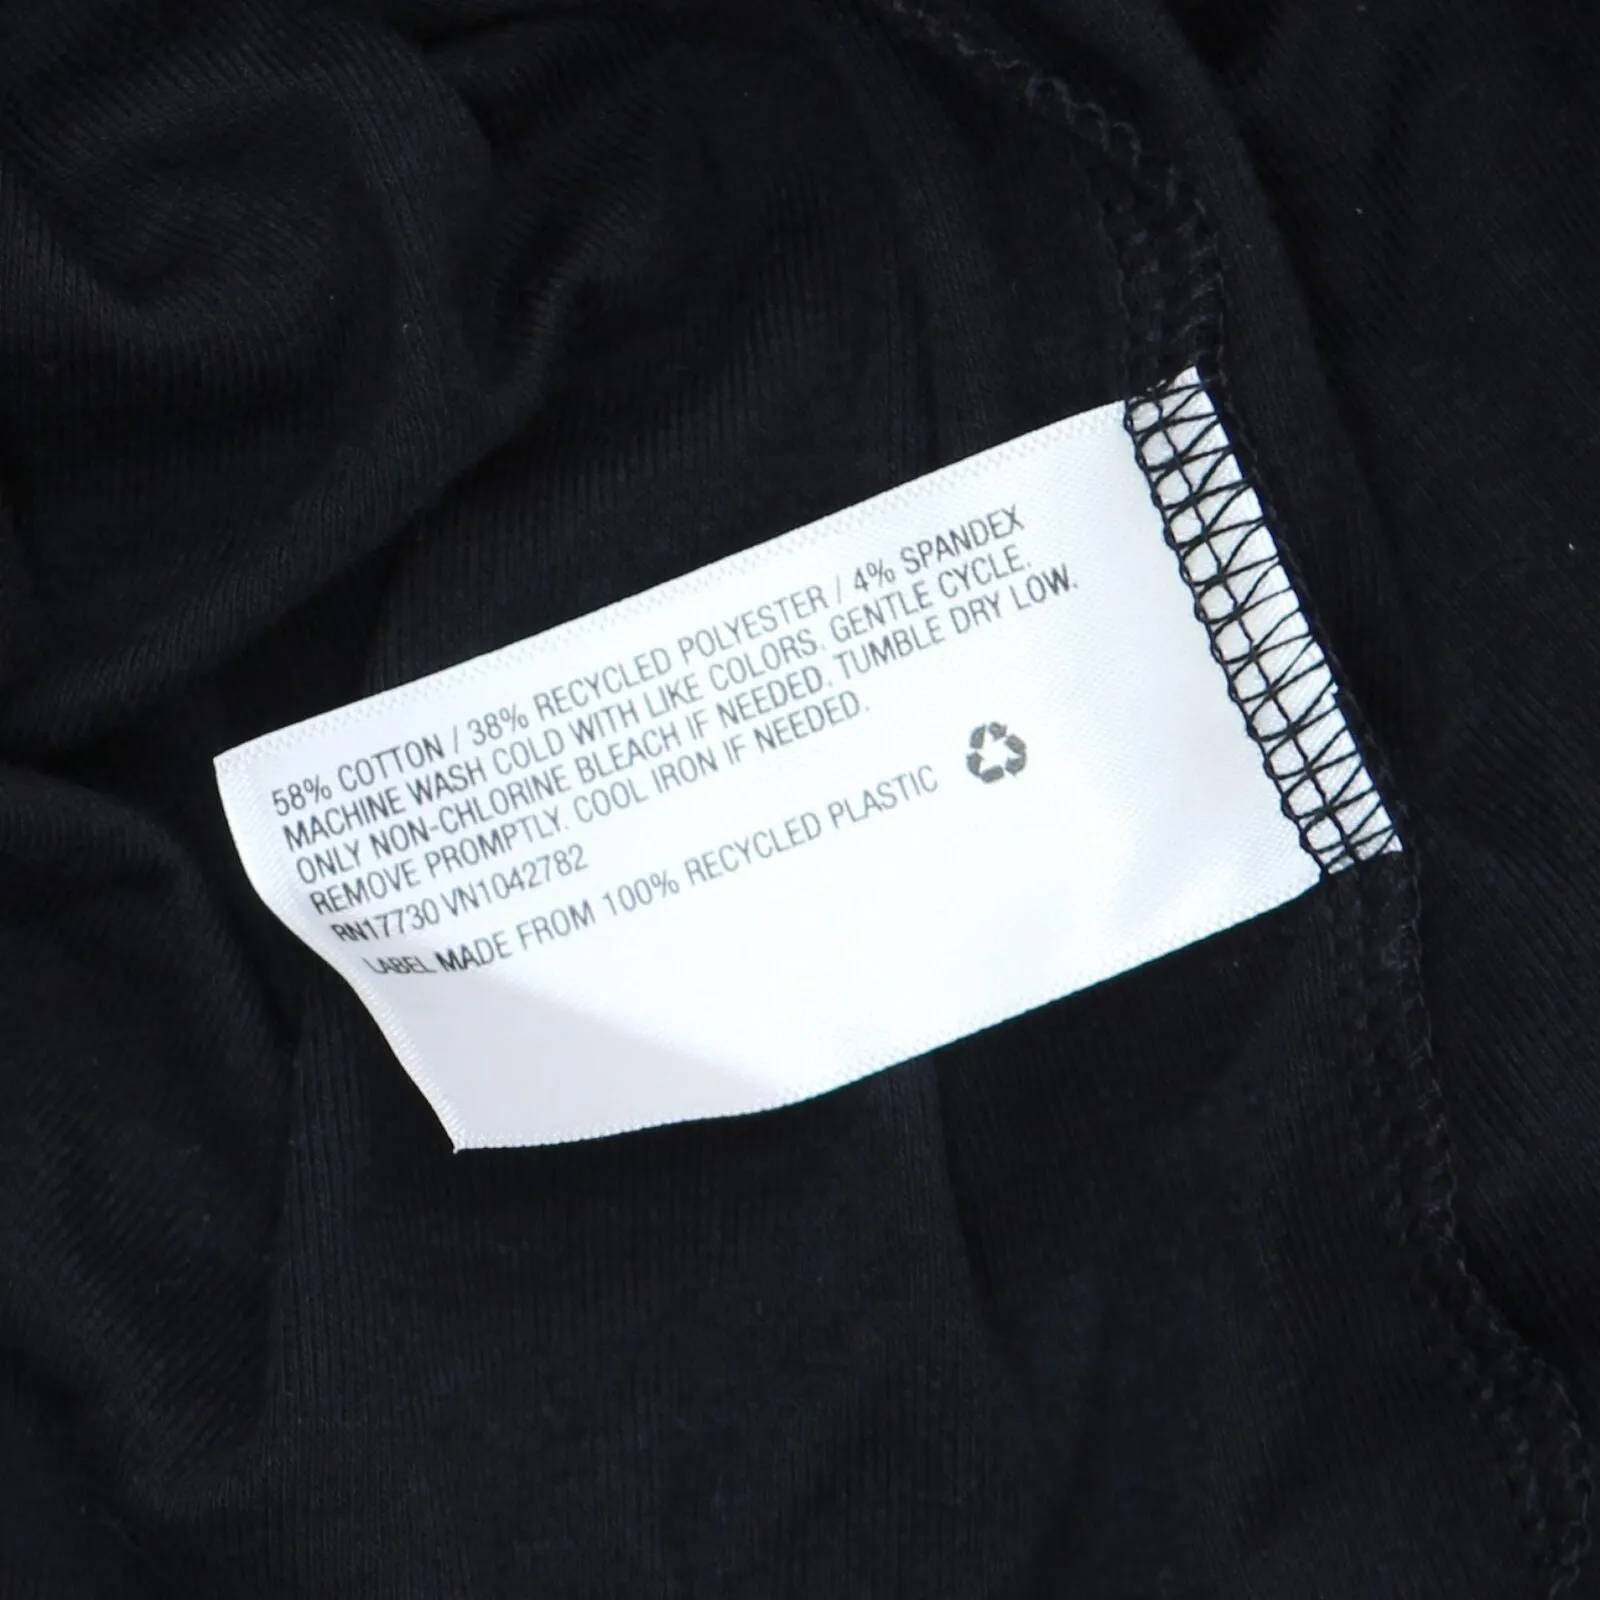 58% COTTON / 38% RECYCLED POLYESTER / 4% SPANDEX
MACHINE WASH COLD WITH LIKE COLORS. GENTLE CYCLE.
ONLY NON-CHLORINE BLEACH IF NEEDED. TUMBLE DRY LOW.
REMOVE PROMPTLY. COOL IRON IF NEEDED.
RN17730 VN1042782
LABEL MADE FROM 100% RECYCLED PLASTIC